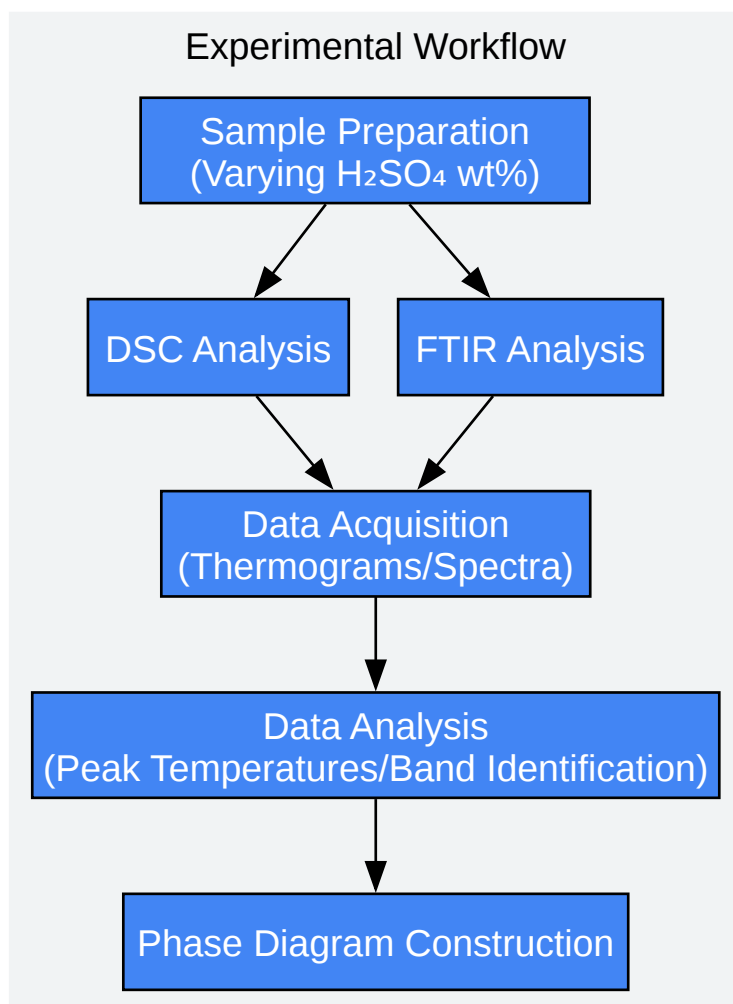 Experimental Workflow
Sample Preparation
(Varying H₂SO₄ wt%)
DSC Analysis
FTIR Analysis
Data Acquisition
(Thermograms/Spectra)
Data Analysis
(Peak Temperatures/Band Identification)
Phase Diagram Construction